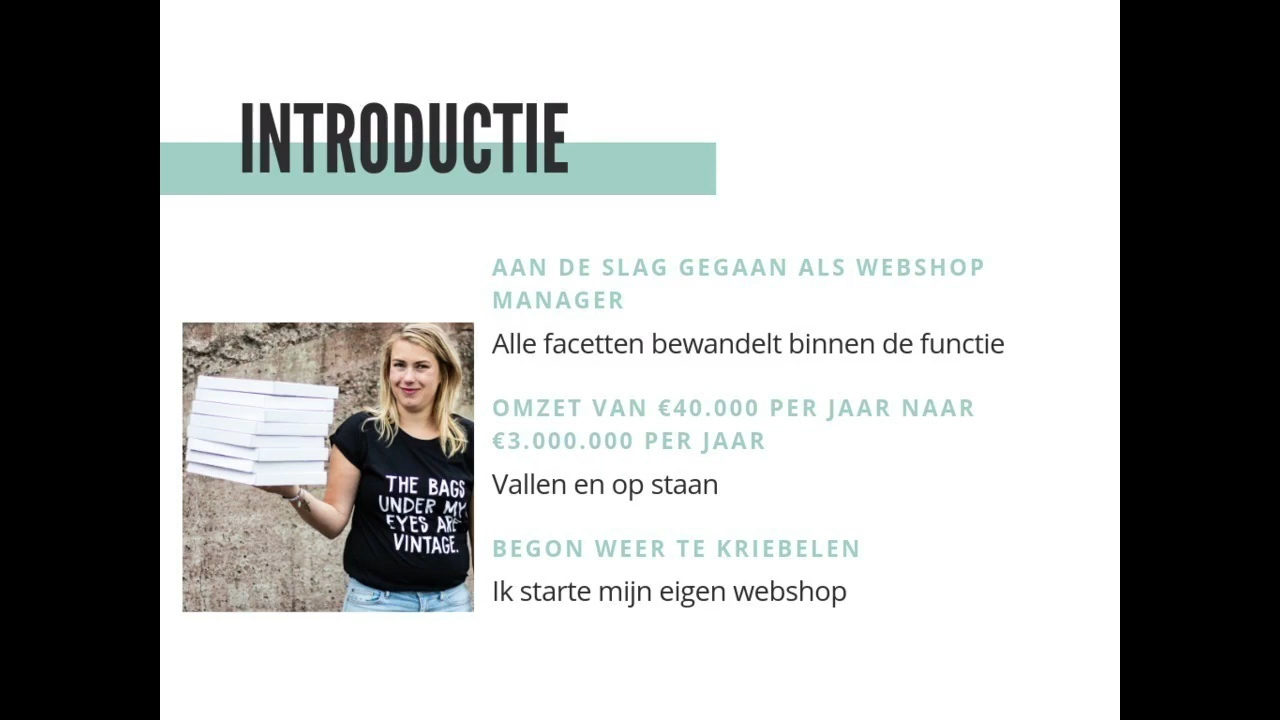 INTRODUCTIE
AAN DE SLAG GEGAAN ALS WEBSHOP
MANAGER
Alle facetten bewandelt binnen de functie
OMZET VAN €40.000 PER JAAR NAAR
€3.000.000 PER JAAR
Vallen en op staan
BEGON WEER TE KRIEBELEN
Ik starte mijn eigen webshop
THE BAGS
UNDER MY
EYES ARE
VINTAGE.